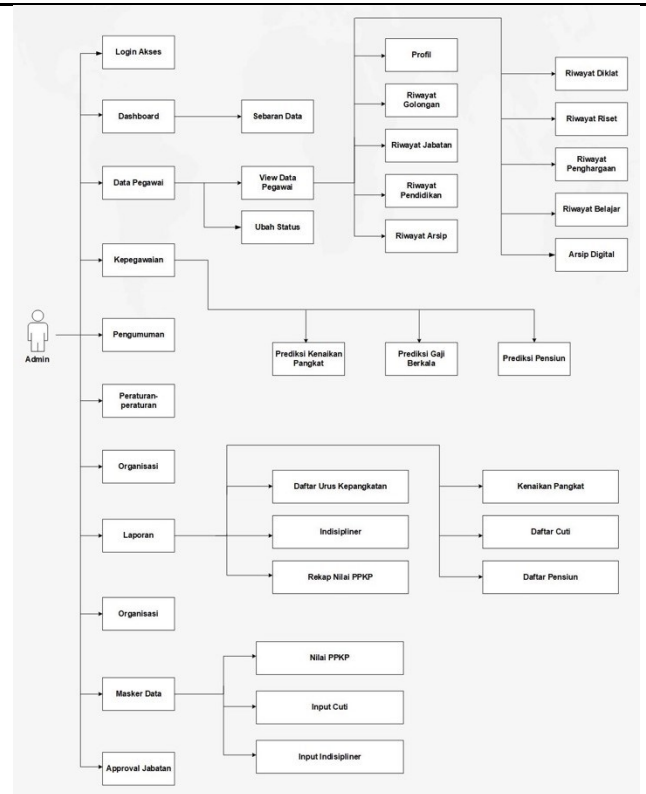 Login Akses
Dashboard
Sebaran Data
Data Pegawai
View Data
Pegawai
Ubah Status
Profil
Riwayat
Golongan
Riwayat Jabatan
Riwayat
Pendidikan
Riwayat Arsip
Riwayat Diklat
Riwayat Riset
Riwayat
Penghargaan
Riwayat Belajar
Arsip Digital
Kepegawaian
Prediksi Kenaikan
Pangkat
Prediksi Gaji
Berkala
Prediksi Pensiun
Admin
Pengumuman
Peraturan-
peraturan
Organisasi
Laporan
Daftar Urus Kepangkatan
Indisipliner
Rekap Nilai PPKP
Kenaikan Pangkat
Daftar Cuti
Daftar Pensiun
Organisasi
Masker Data
Nilai PPKP
Input Cuti
Input Indisipliner
Approval Jabatan